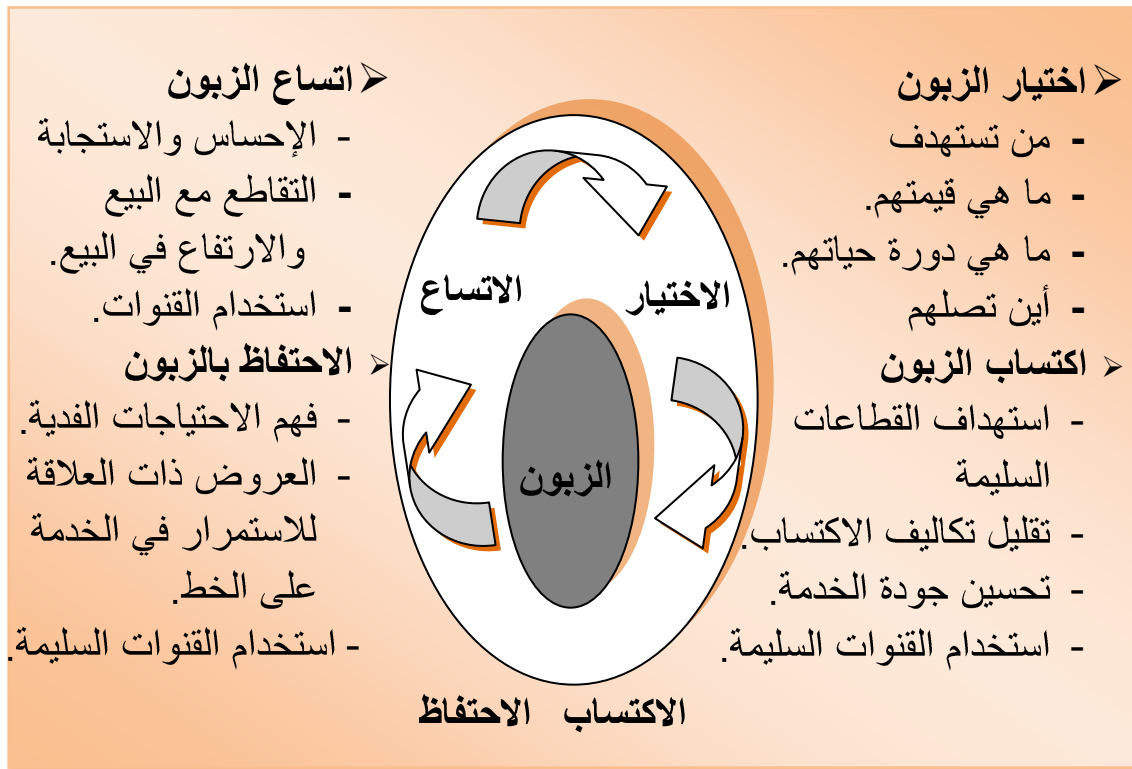 اختيار الزبون
- من تستهدف
- ما هي قيمتهم.
- ما هي دورة حياتهم.
- أين تصلهم
اكتساب الزبون
- استهداف القطاعات
السليمة
- تقليل تكاليف الاكتساب.
- تحسين جودة الخدمة.
- استخدام القنوات السليمة.
الاختيار
الاتساع
الزبون
الاكتساب
الاحتفاظ
اتساع الزبون
- الإحساس والاستجابة
- التقاطع مع البيع
والارتفاع في البيع.
- استخدام القنوات.
الاحتفاظ بالزبون
- فهم الاحتياجات الفدية.
- العروض ذات العلاقة
للاستمرار في الخدمة
على الخط.
- استخدام القنوات السليمة.